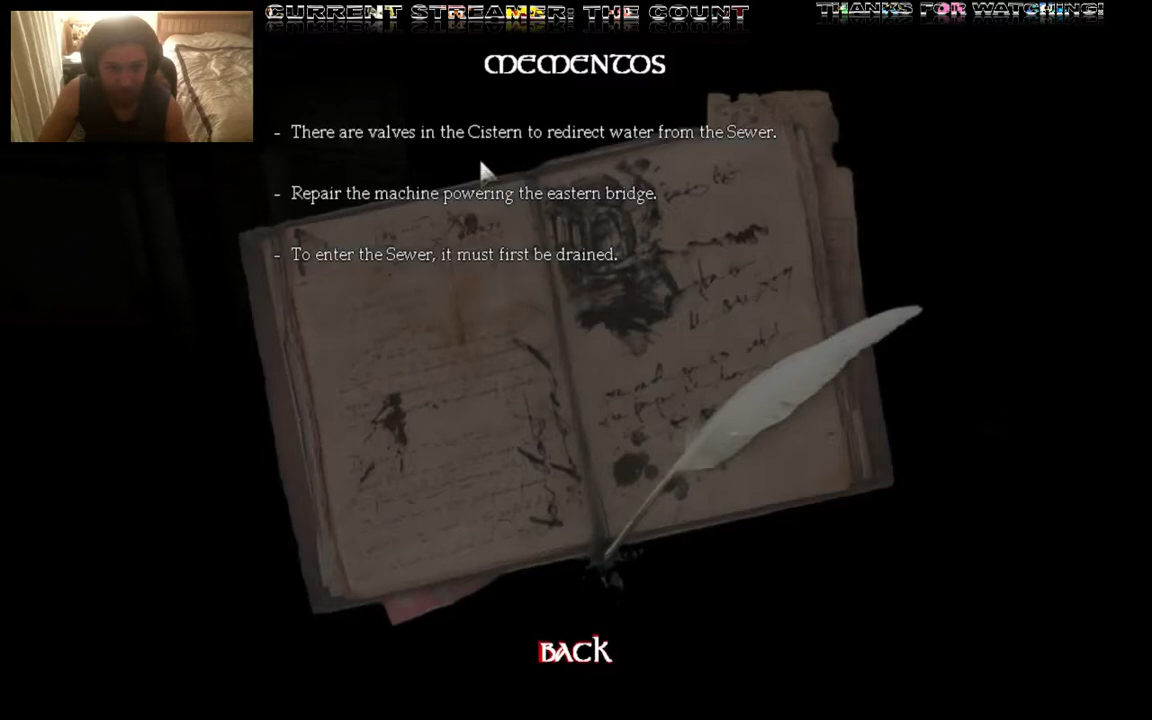 CURRENT STREAMER: THE COUNT
THANKS FOR WATCHING!
MEMENTOS
- There are valves in the Cistern to redirect water from the Sewer.
- Repair the machine powering the eastern bridge.
- To enter the Sewer, it must first be drained.
BACK